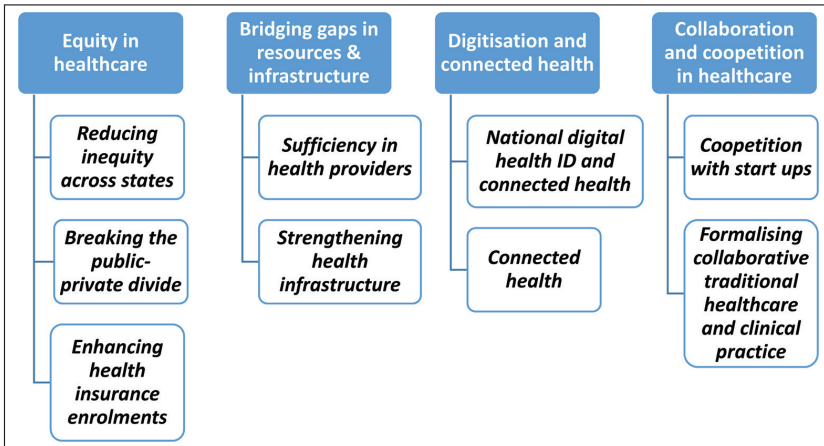 Equity in
healthcare
Reducing
inequity
across states
Breaking the
public-
private divide
Enhancing
health
insurance
enrolments
Bridging gaps in
resources &
infrastructure
Sufficiency in
health providers
Strengthening
health
infrastructure
Digitisation and
connected health
National digital
health ID and
connected health
Connected
health
Collaboration
and coopetition
in healthcare
Coopetition
with start ups
Formalising
collaborative
traditional
healthcare
and clinical
practice